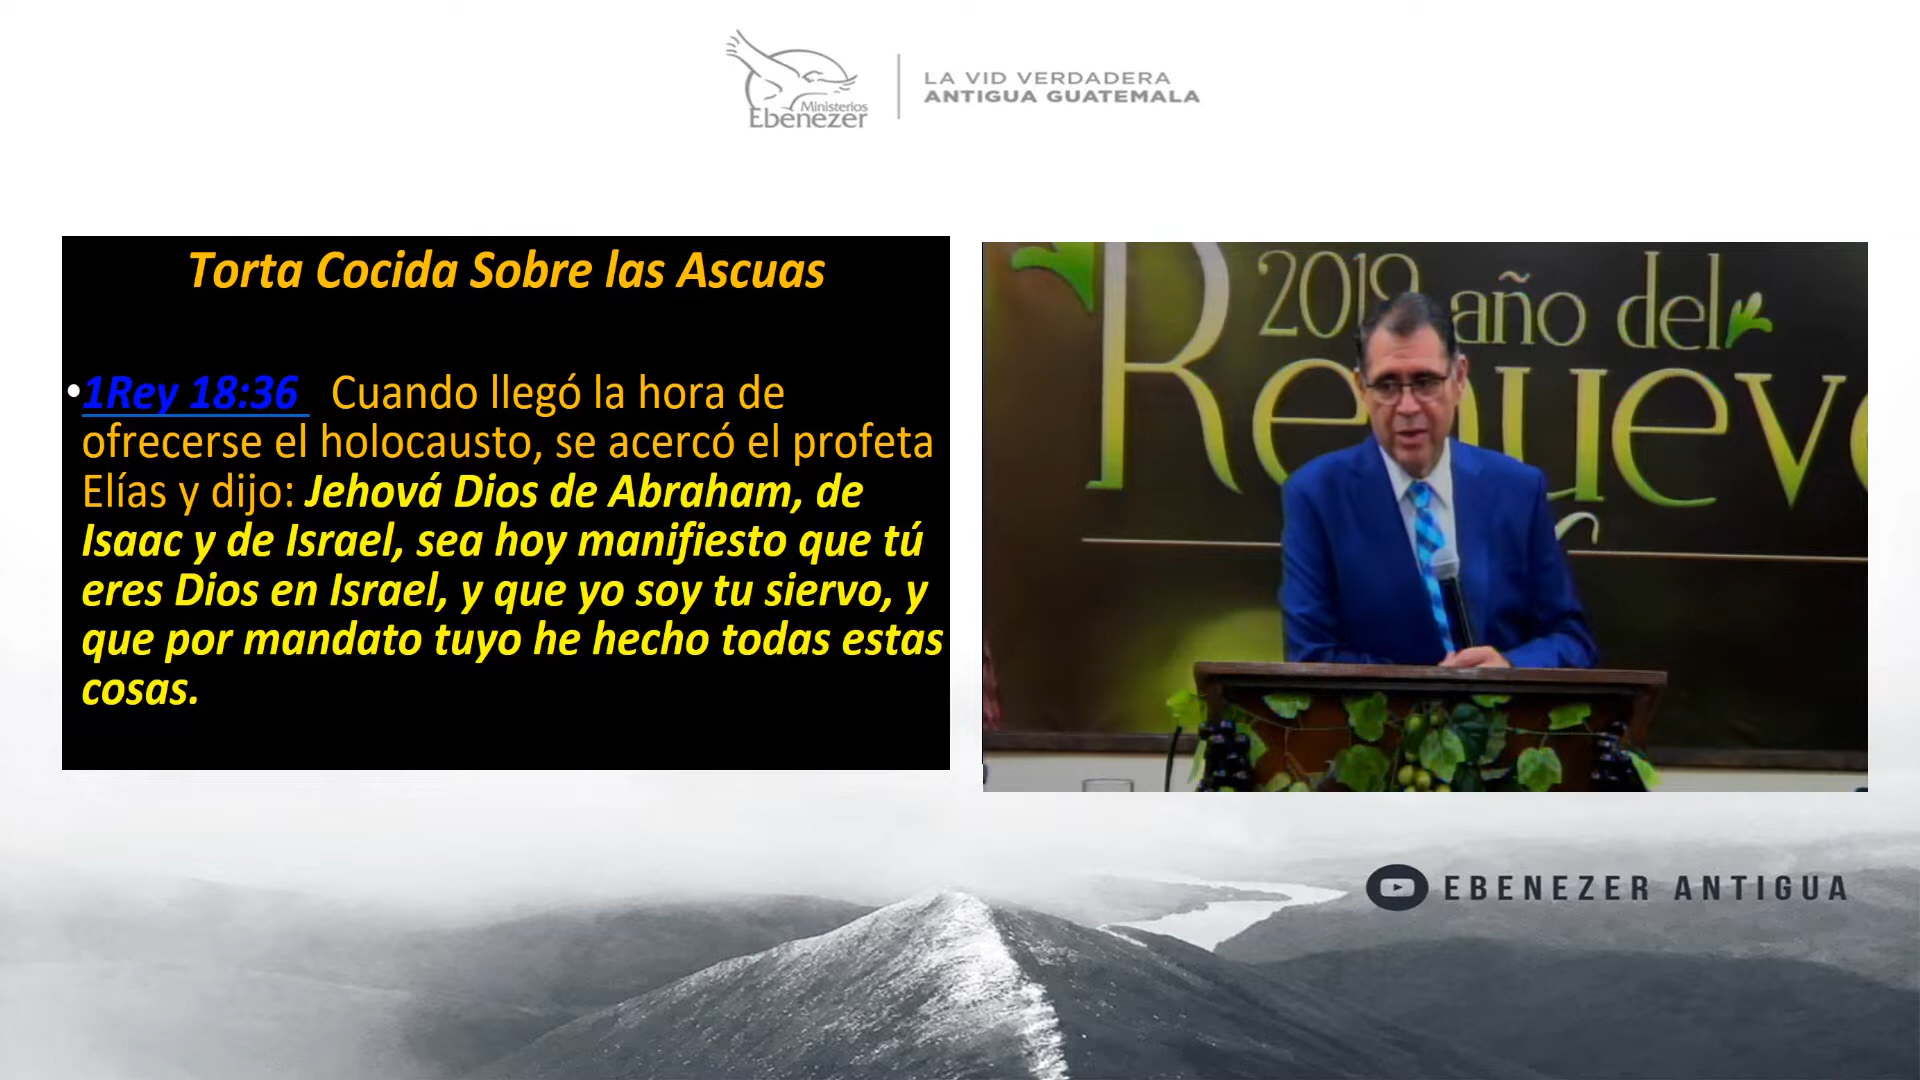 Ministerios
Ebenezer
LA VID VERDADERA
ANTIGUA GUATEMALA
Torta Cocida Sobre las Ascuas
•1Rey 18:36 Cuando llegó la hora de
ofrecerse el holocausto, se acercó el profeta
Elías y dijo: Jehová Dios de Abraham, de
Isaac y de Israel, sea hoy manifiesto que tú
eres Dios en Israel, y que yo soy tu siervo, y
que por mandato tuyo he hecho todas estas
cosas.
2019 año del
EBENEZER ANTIGUA